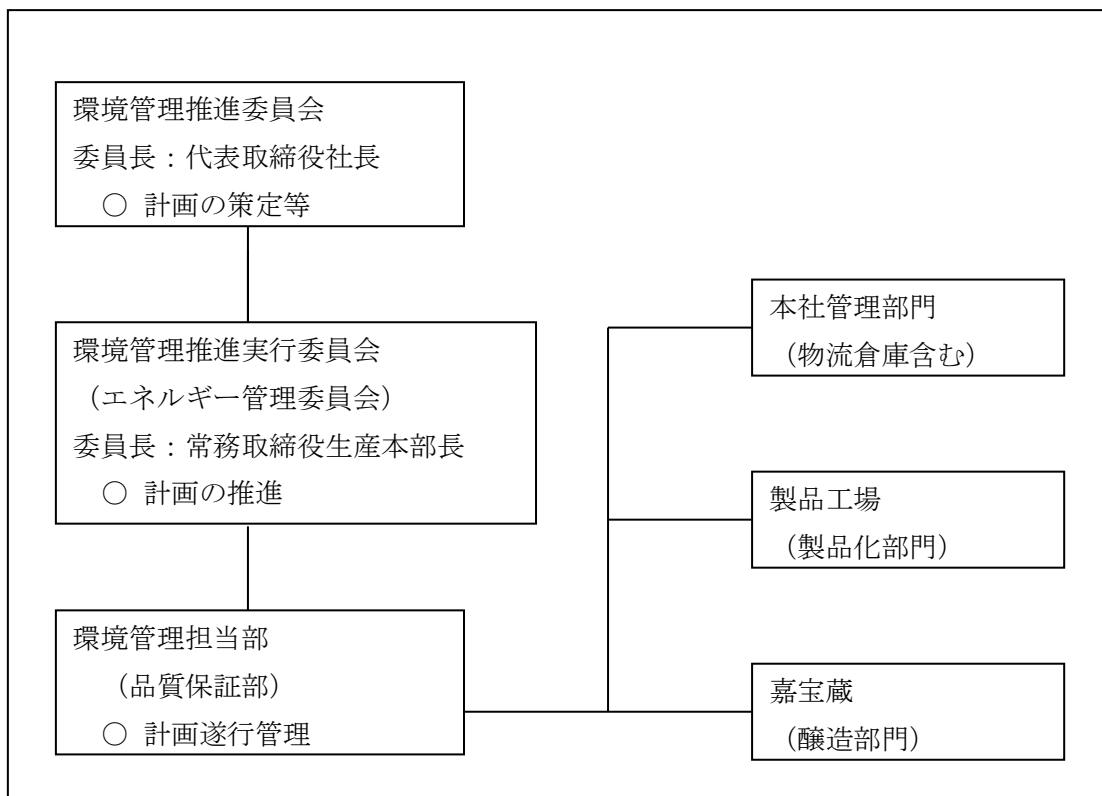 環境管理推進委員会
委員長：代表取締役社長
○ 計画の策定等
環境管理推進実行委員会
（エネルギー管理委員会）
委員長：常務取締役生産本部長
○ 計画の推進
環境管理担当部
（品質保証部）
○ 計画遂行管理
本社管理部門
（物流倉庫含む）
製品工場
（製品化部門）
嘉宝蔵
（醸造部門）